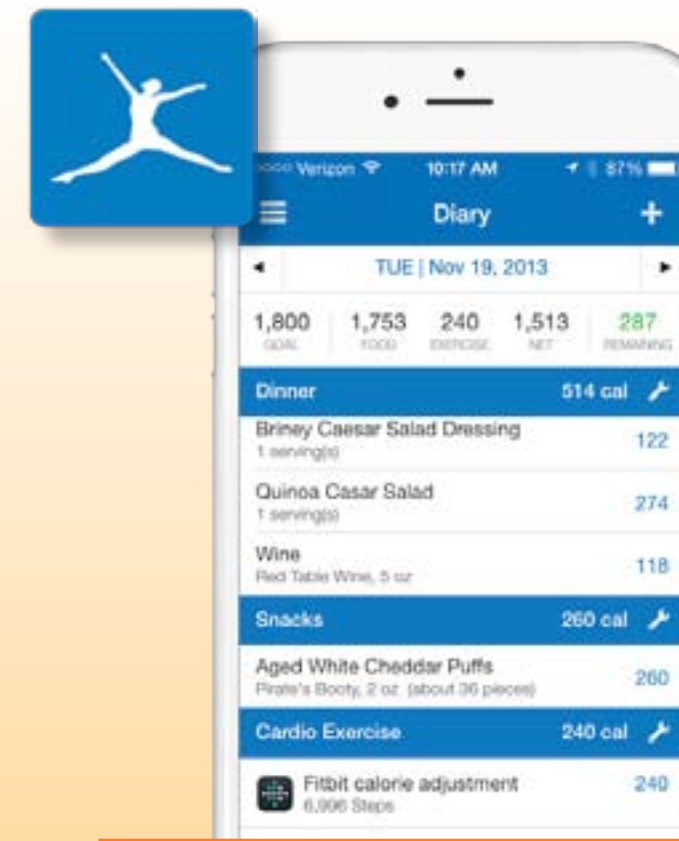 Verizon 10:17 AM 87%
Diary +
TUE | Nov 19, 2013
1,800 1,753 240 1,513 287
GOAL FOOD EXERCISE NET REMAINING
Dinner 514 cal
Briney Caesar Salad Dressing 122
1 serving(s)
Quinoa Casar Salad 274
1 serving(s)
Wine 118
Red Table Wine, 5 oz
Snacks 260 cal
Aged White Cheddar Puffs 260
Pirate's Booty, 2 oz (about 36 pieces)
Cardio Exercise 240 cal
Fitbit calorie adjustment 240
6,996 Steps